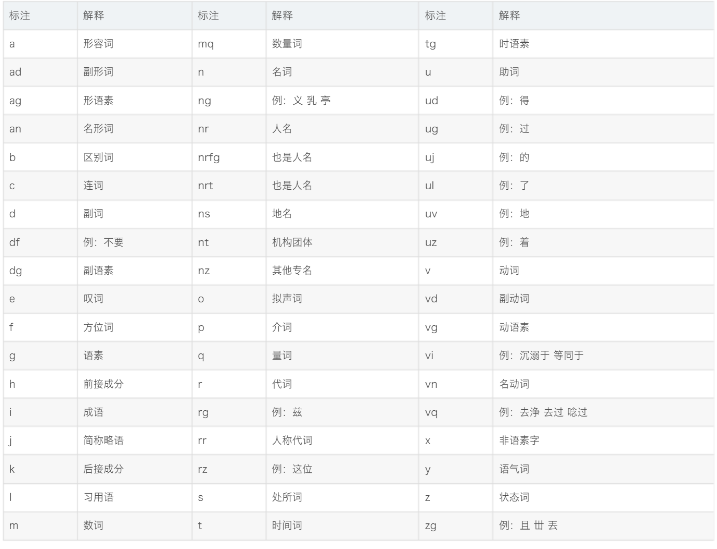 标注 解释 标注 解释 标注 解释
a 形容词 mq 数量词 tg 时语素
ad 副形词 n 名词 u 助词
ag 形语素 ng 例：义 乳 亭 ud 例：得
an 名形词 nr 人名 ug 例：过
b 区别词 nrfg 也是人名 uj 例：的
c 连词 nrt 也是人名 ul 例：了
d 副词 ns 地名 uv 例：地
df 例：不要 nt 机构团体 uz 例：着
dg 副语素 nz 其他专名 v 动词
e 叹词 o 拟声词 vd 副动词
f 方位词 p 介词 vg 动语素
g 语素 q 量词 vi 例：沉溺于 等同于
h 前接成分 r 代词 vn 名动词
i 成语 rg 例：兹 vq 例：去浄 去过 唸过
j 简称略语 rr 人称代词 x 非语素字
k 后接成分 rz 例：这位 y 语气词
l 习用语 s 处所词 z 状态词
m 数词 t 时间词 zg 例：且 丗 丟